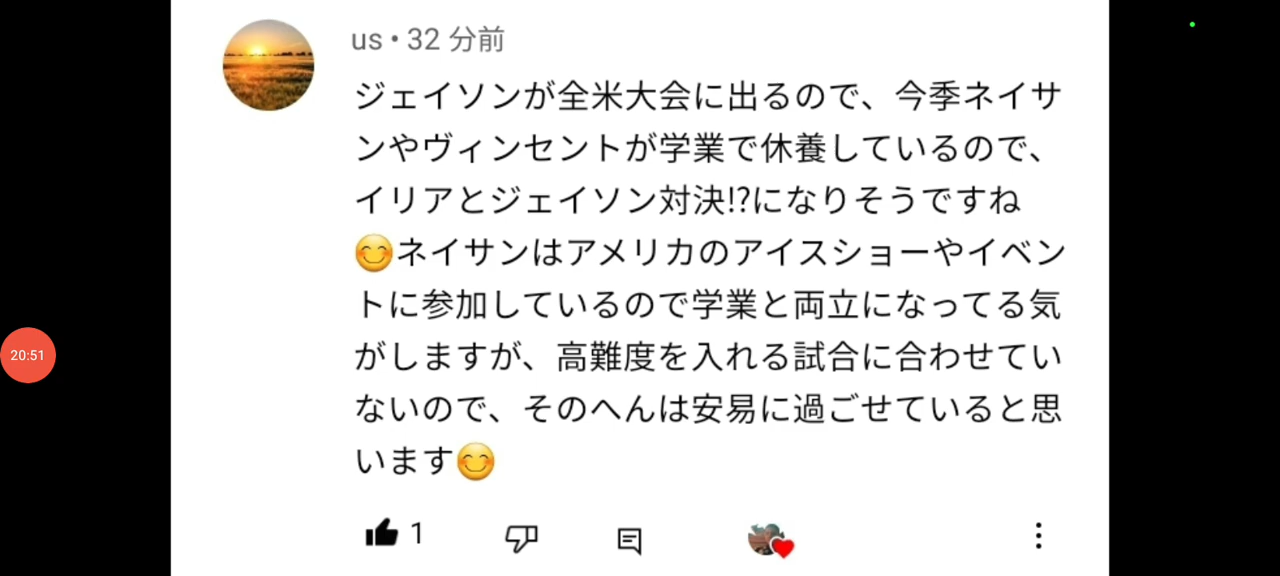 us • 32 分前
ジェイソンが全米大会に出るので、今季ネイサ
ンやヴィンセントが学業で休養しているので、
イリアとジェイソン対決!?になりそうですね
😊ネイサンはアメリカのアイスショーやイベン
トに参加しているので学業と両立になってる気
がしますが、高難度を入れる試合に合わせてい
ないので、そのへんは安易に過ごせていると思
います😊
20:51
1